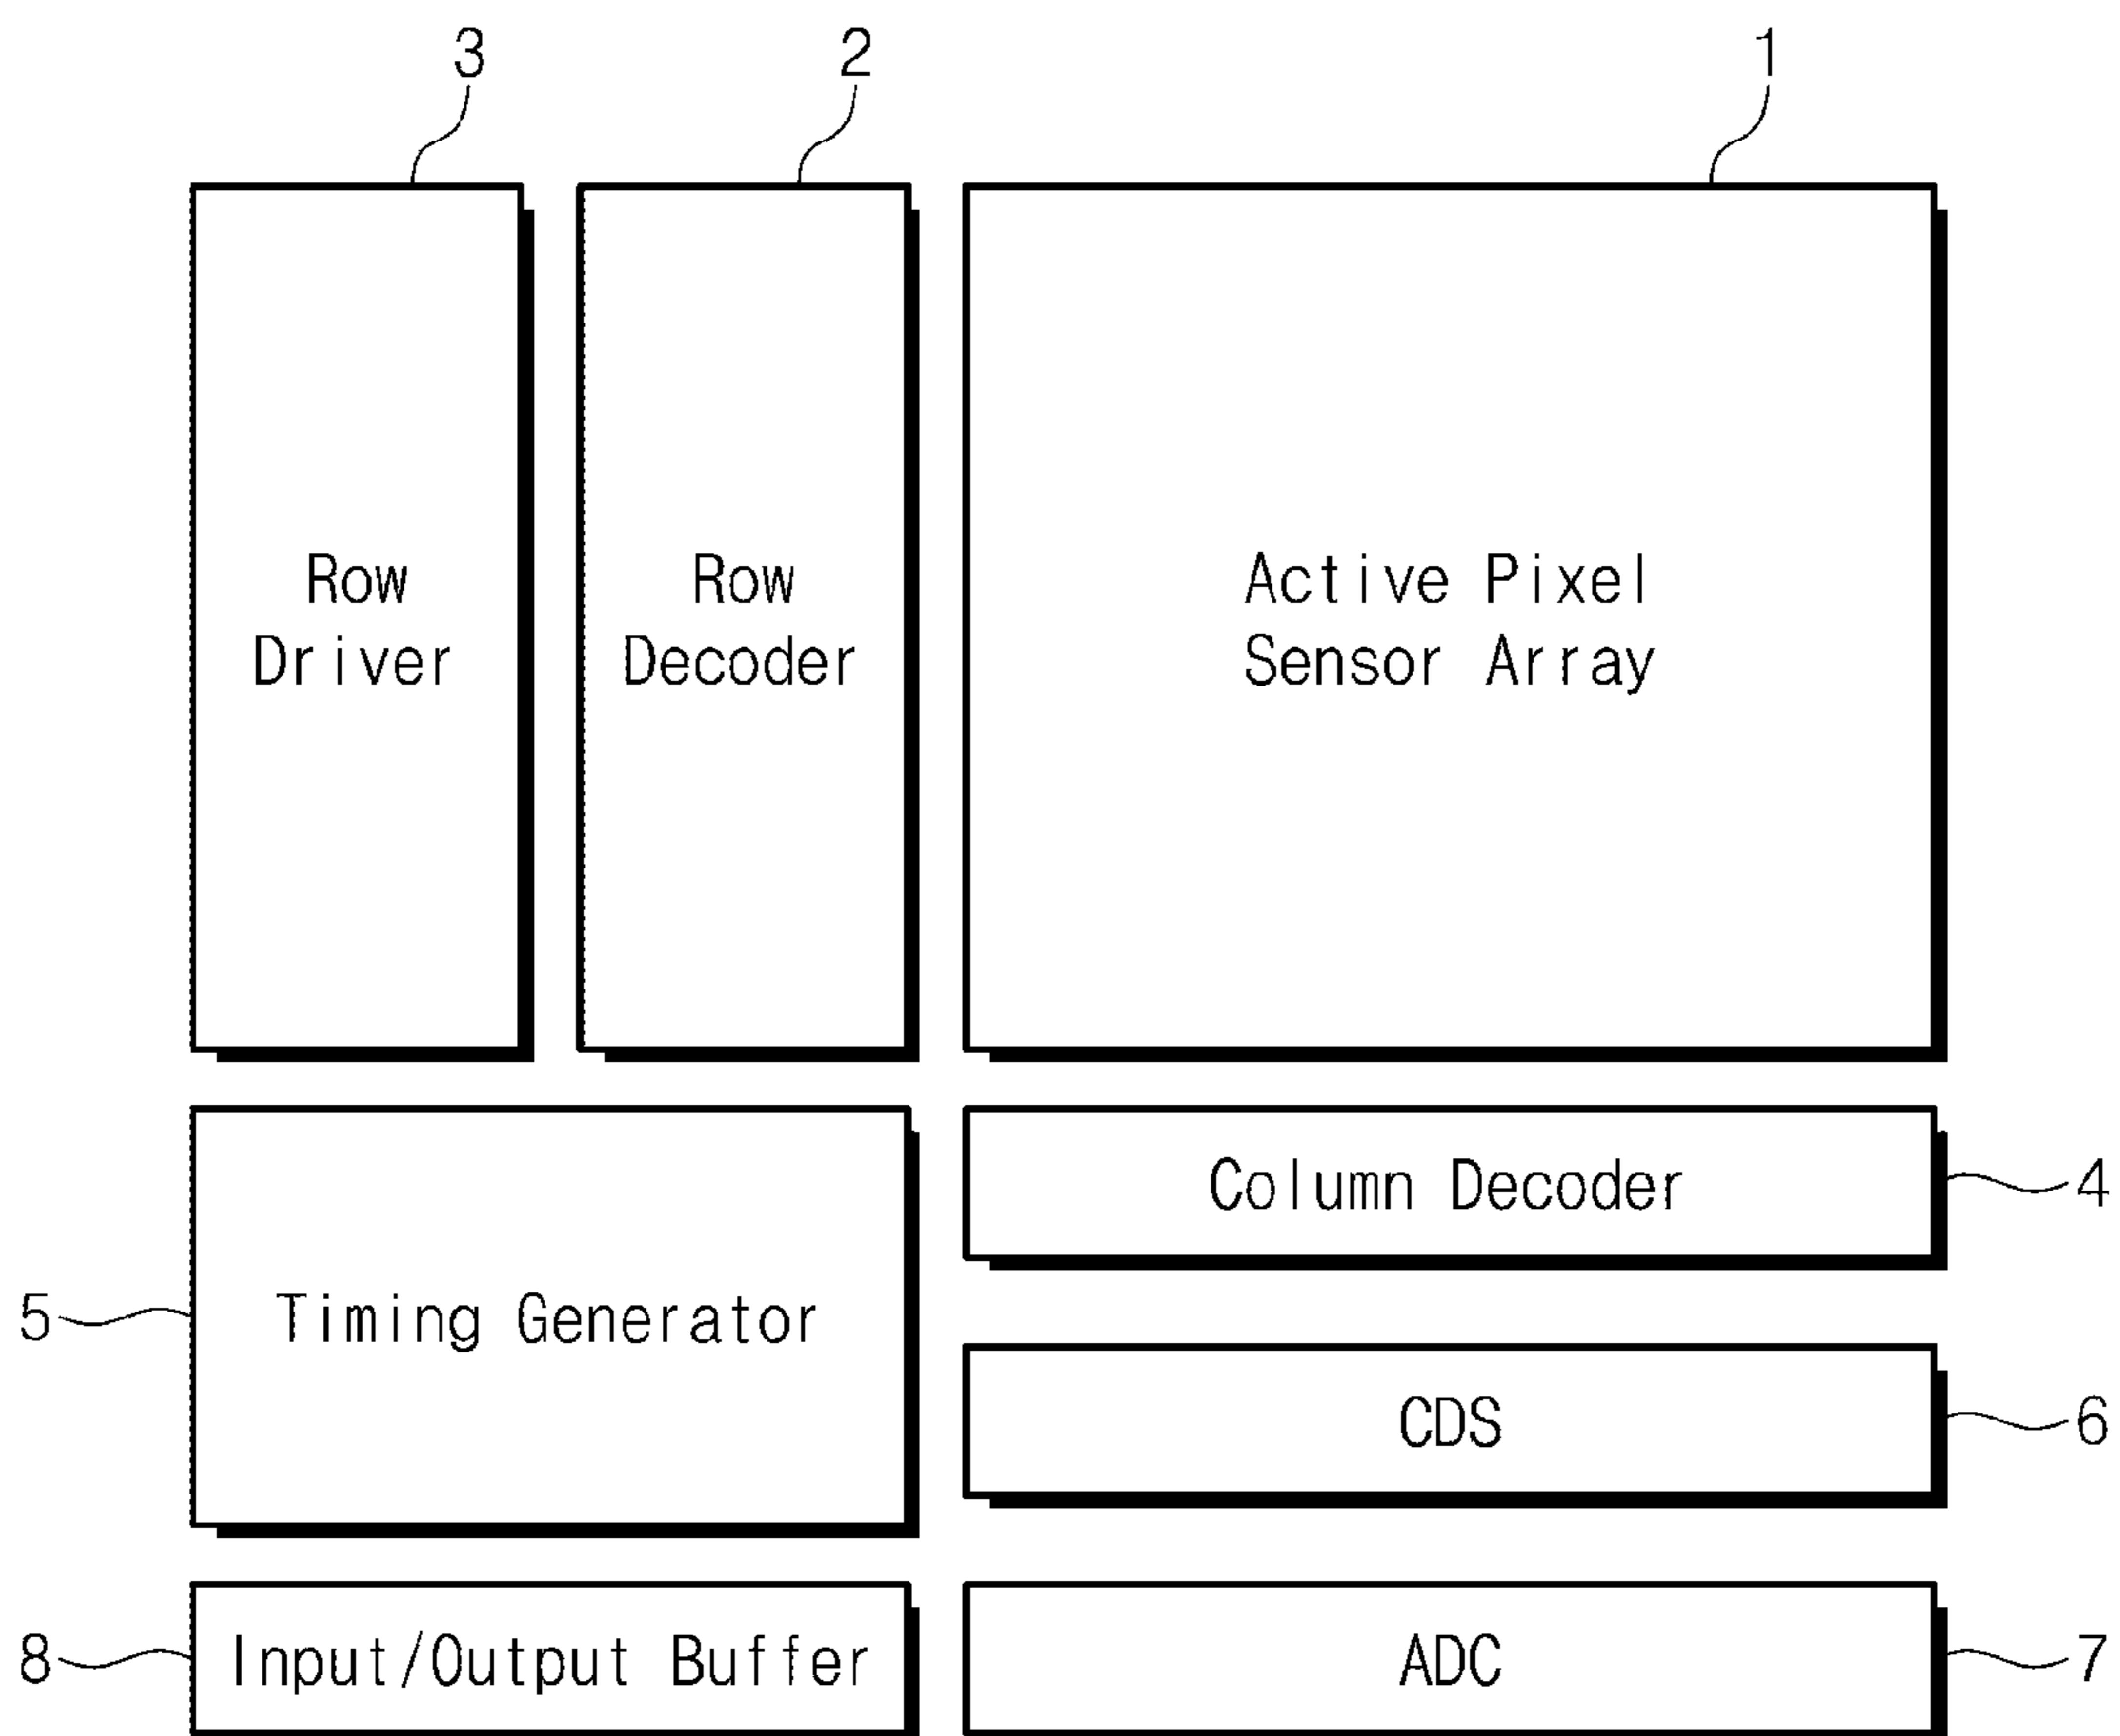 3
2
1
Row
Driver
Row
Decoder
Active Pixel
Sensor Array
Column Decoder
4
5
Timing Generator
CDS
6
8
Input/Output Buffer
ADC
7